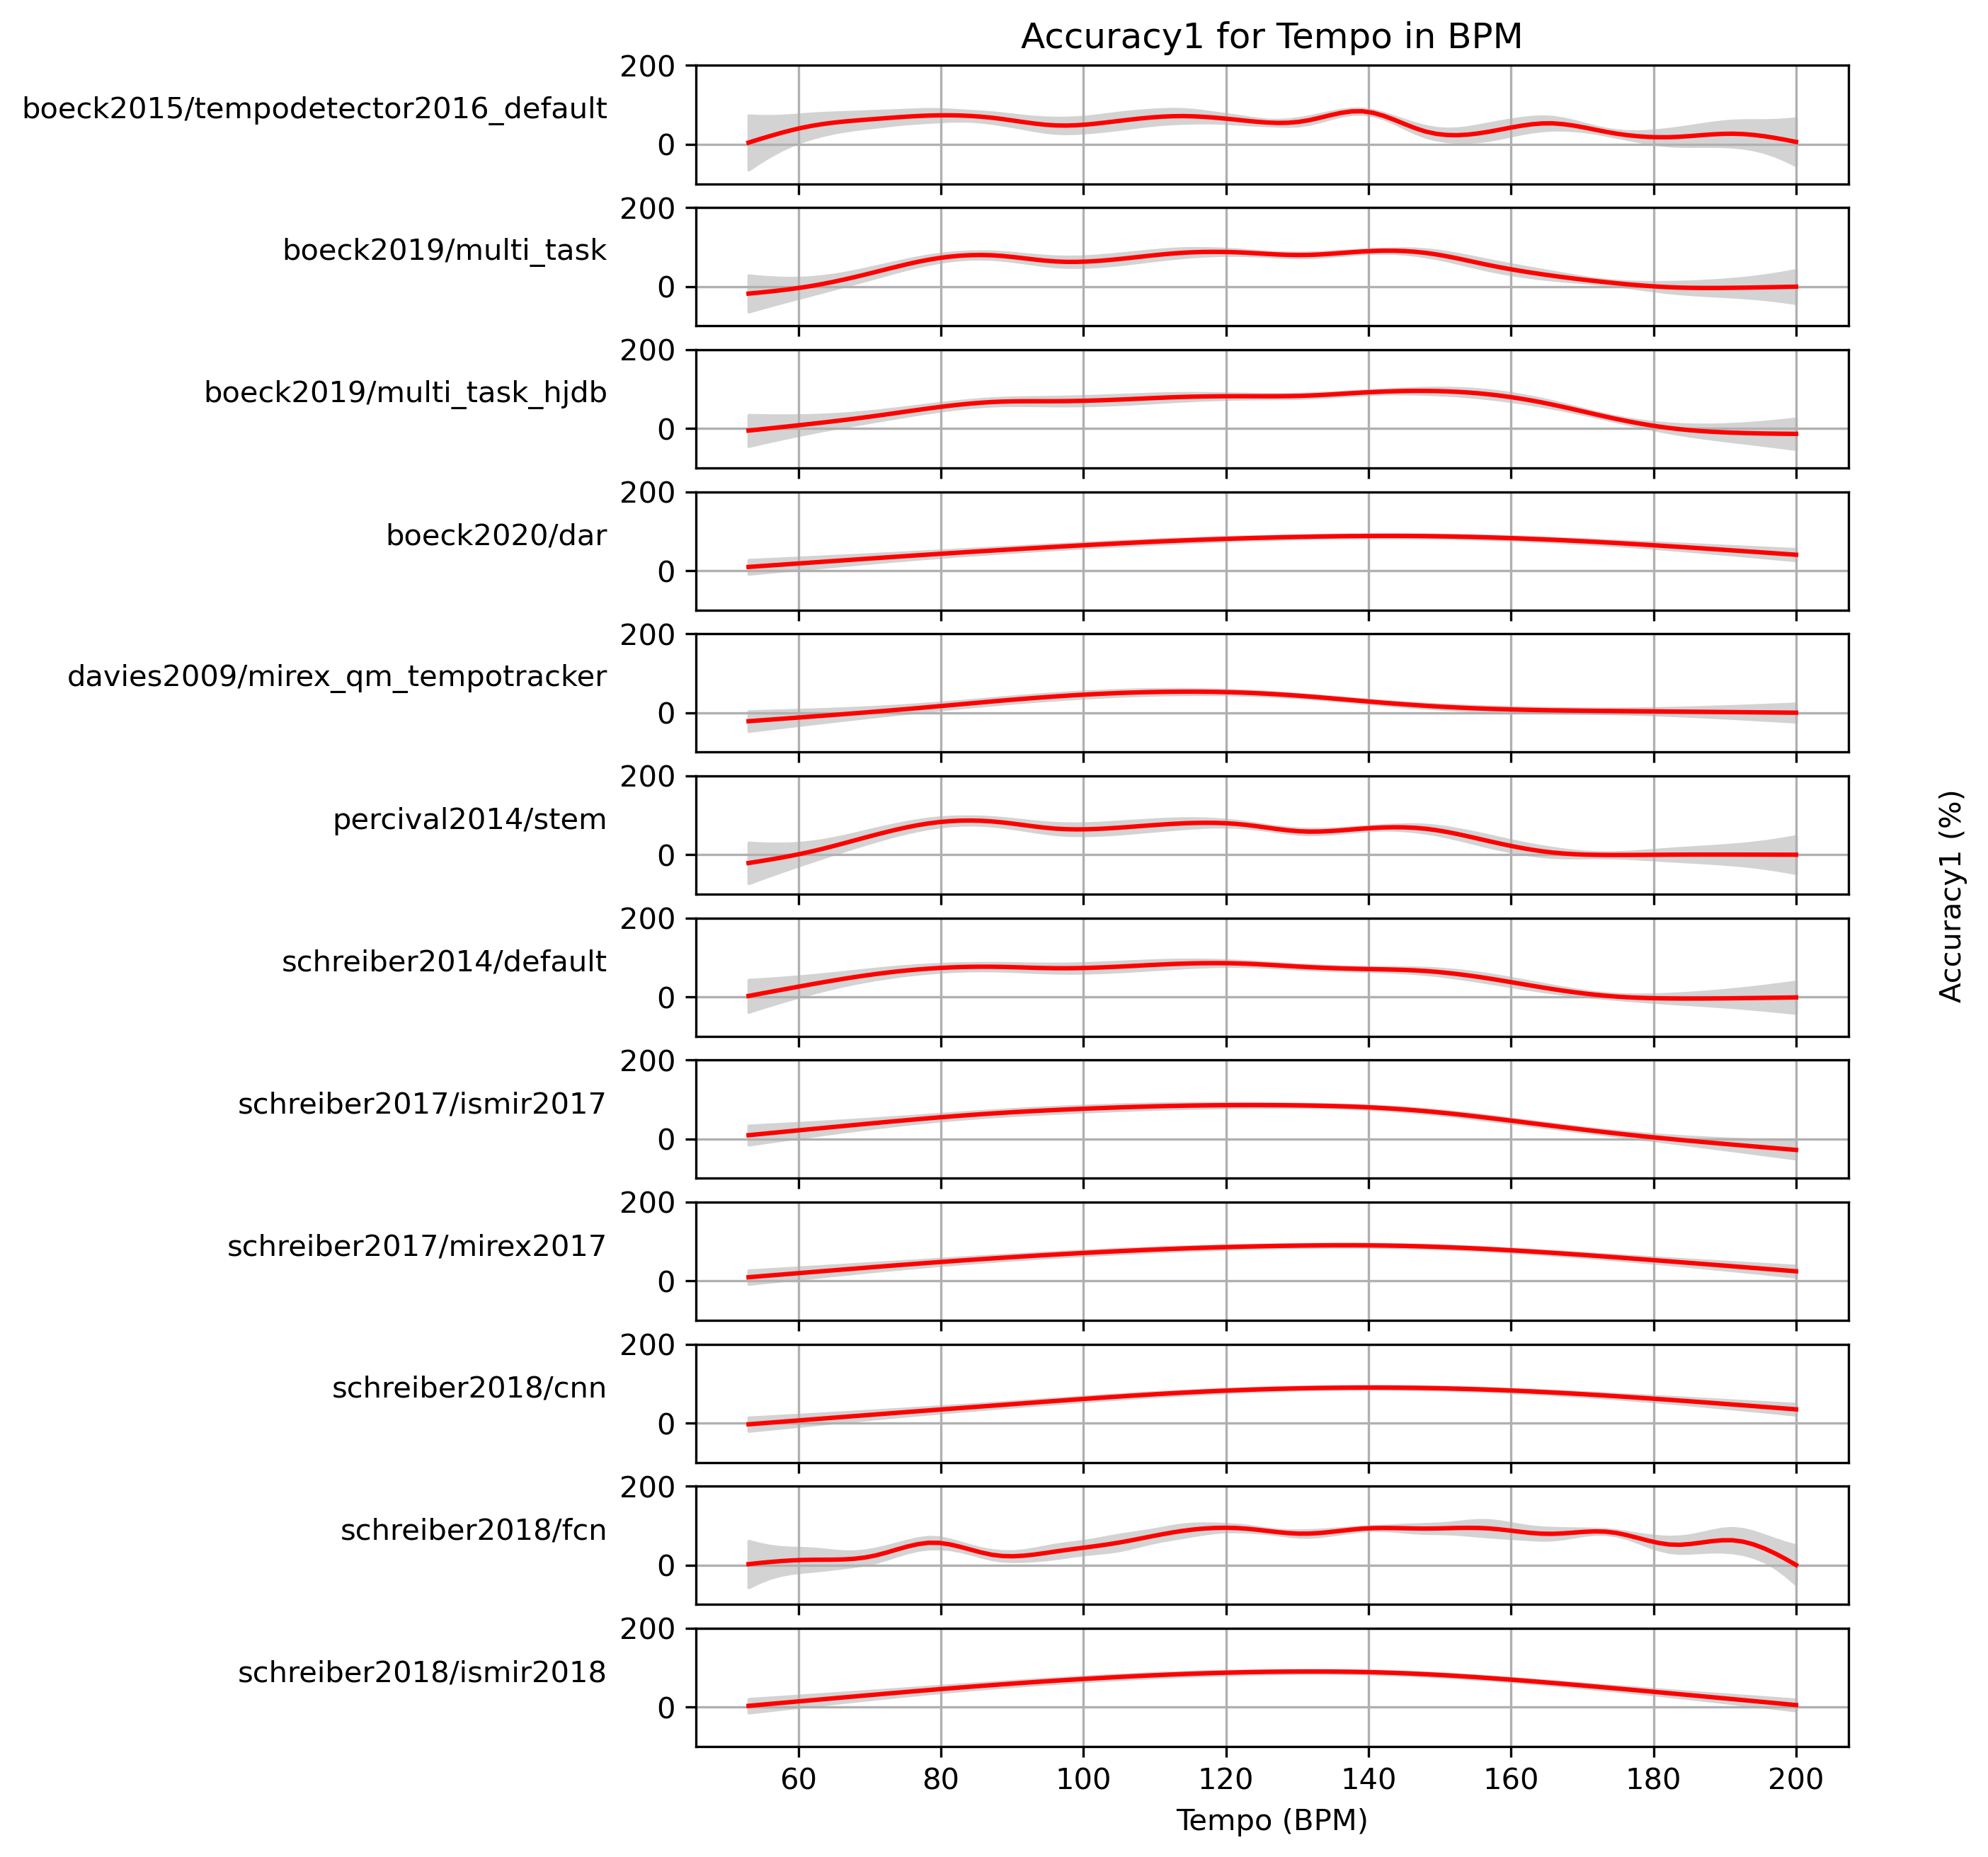 Accuracy1 for Tempo in BPM
200
boeck2015/tempodetector2016_default
0
200
boeck2019/multi_task
0
200
boeck2019/multi_task_hjdb
0
200
boeck2020/dar
0
200
davies2009/mirex_qm_tempotracker
0
200
percival2014/stem
0
200
schreiber2014/default
0
200
schreiber2017/ismir2017
0
200
schreiber2017/mirex2017
0
200
schreiber2018/cnn
0
200
schreiber2018/fcn
0
200
schreiber2018/ismir2018
0
60 80 100 120 140 160 180 200
Tempo (BPM)
Accuracy1 (%)